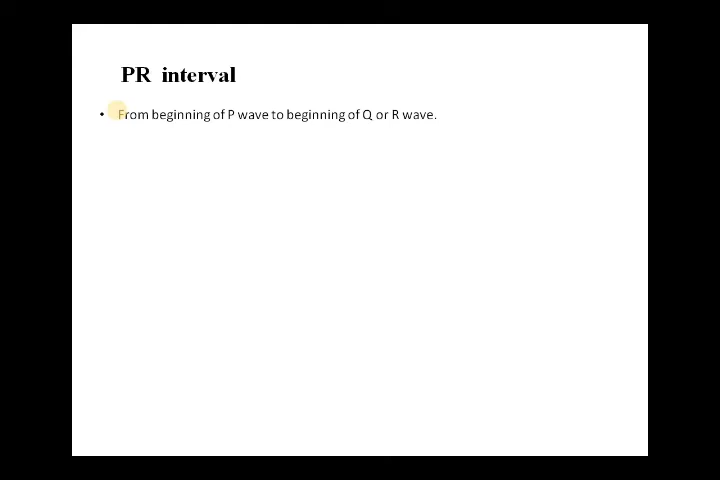 PR interval
• From beginning of P wave to beginning of Q or R wave.